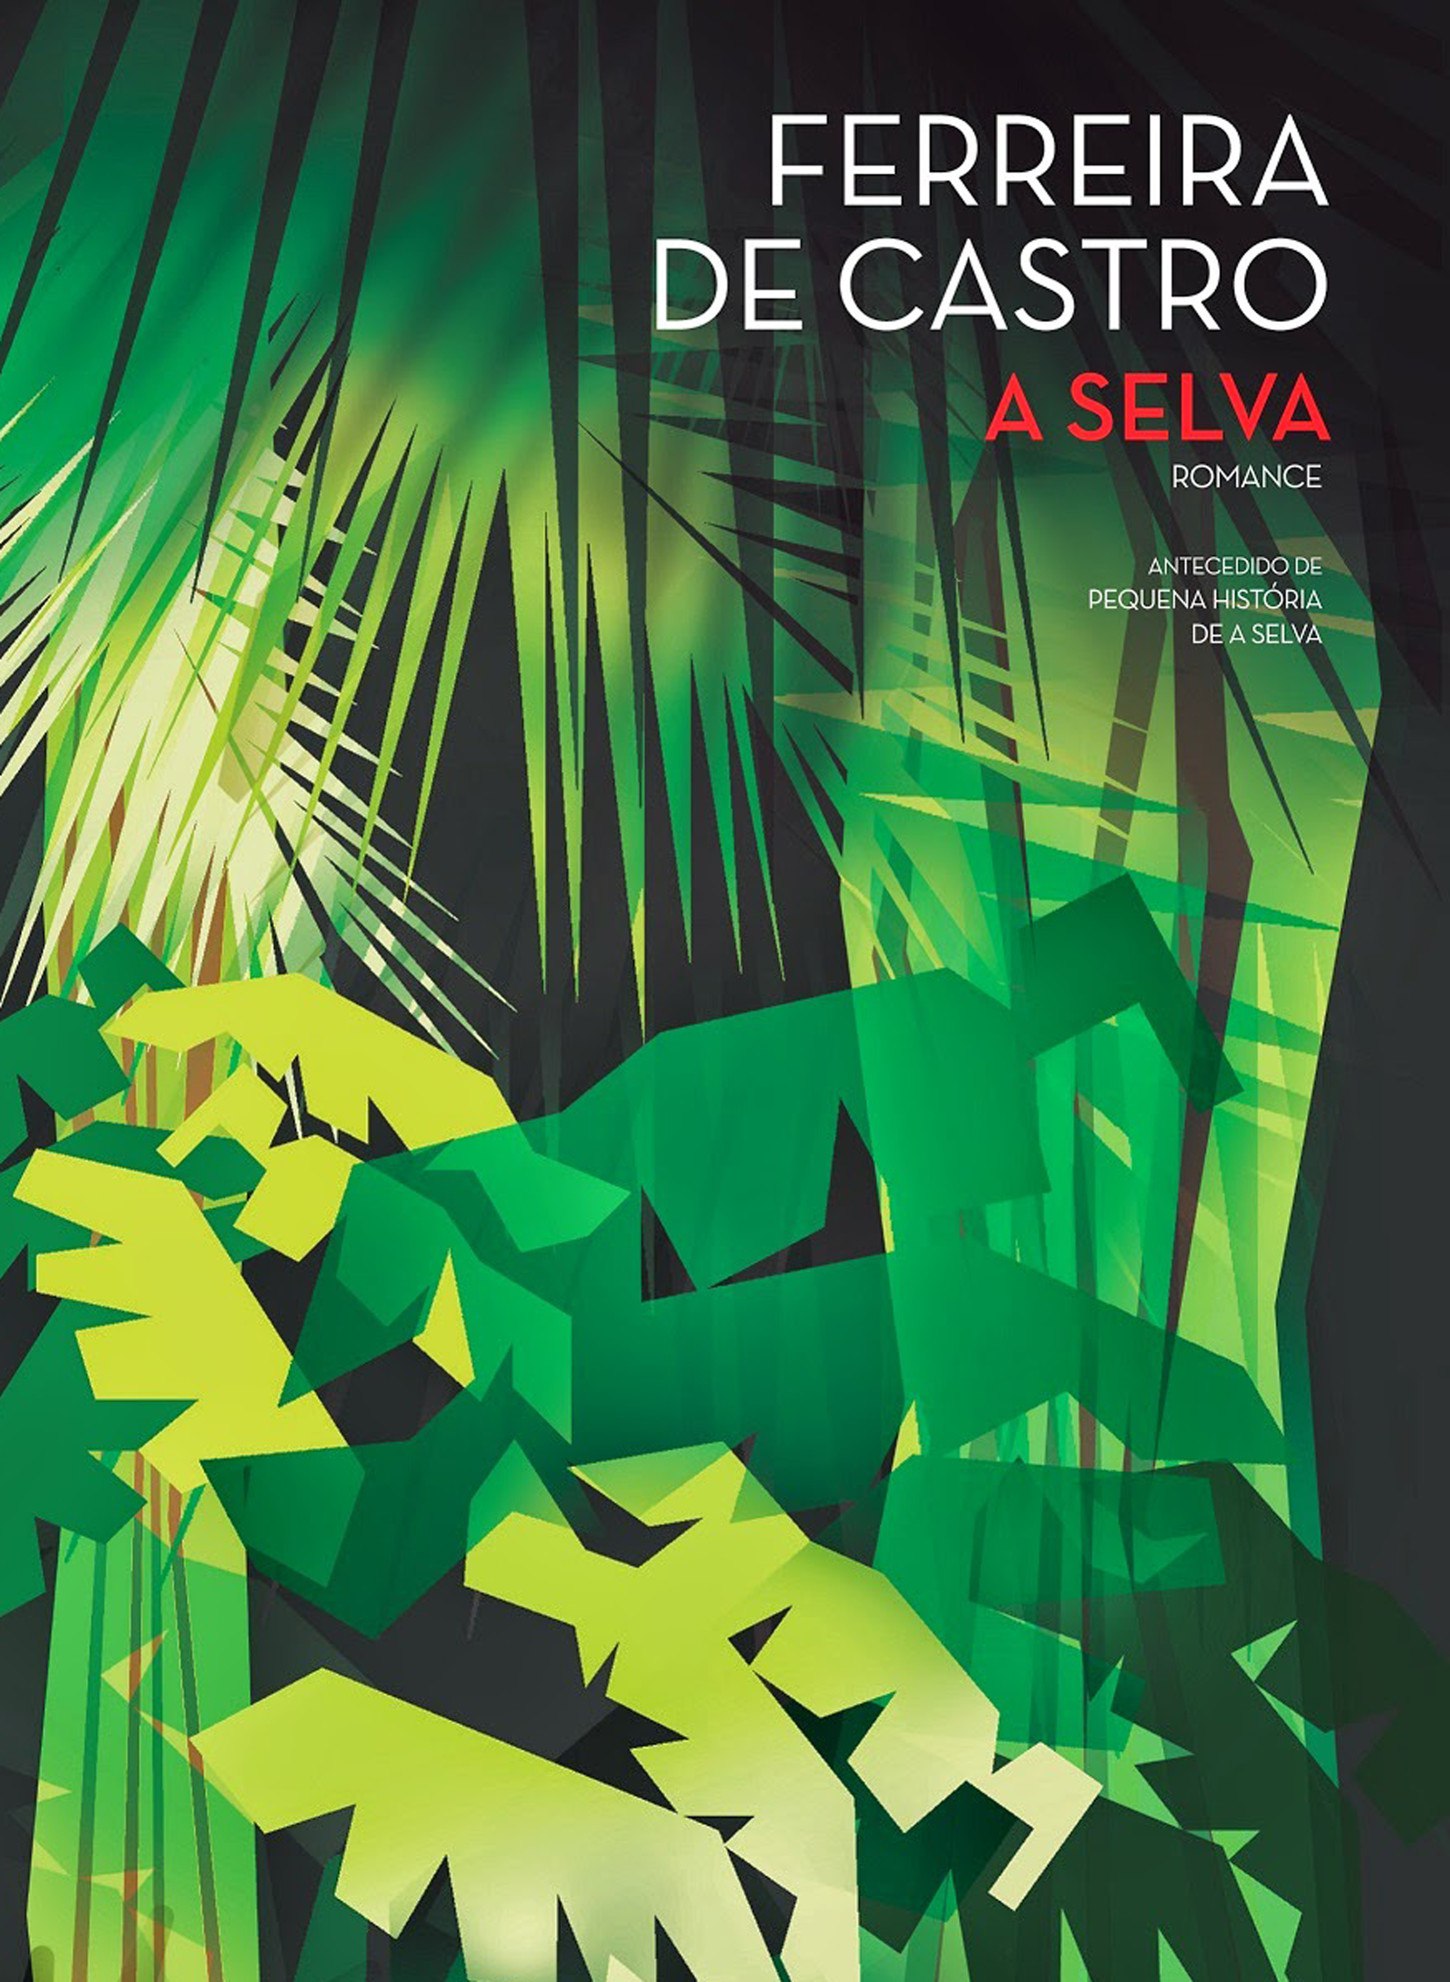 FERREIRA
DE CASTRO
A SELVA
ROMANCE
ANTECEDIDO DE
PEQUENA HISTÓRIA
DE A SELVA